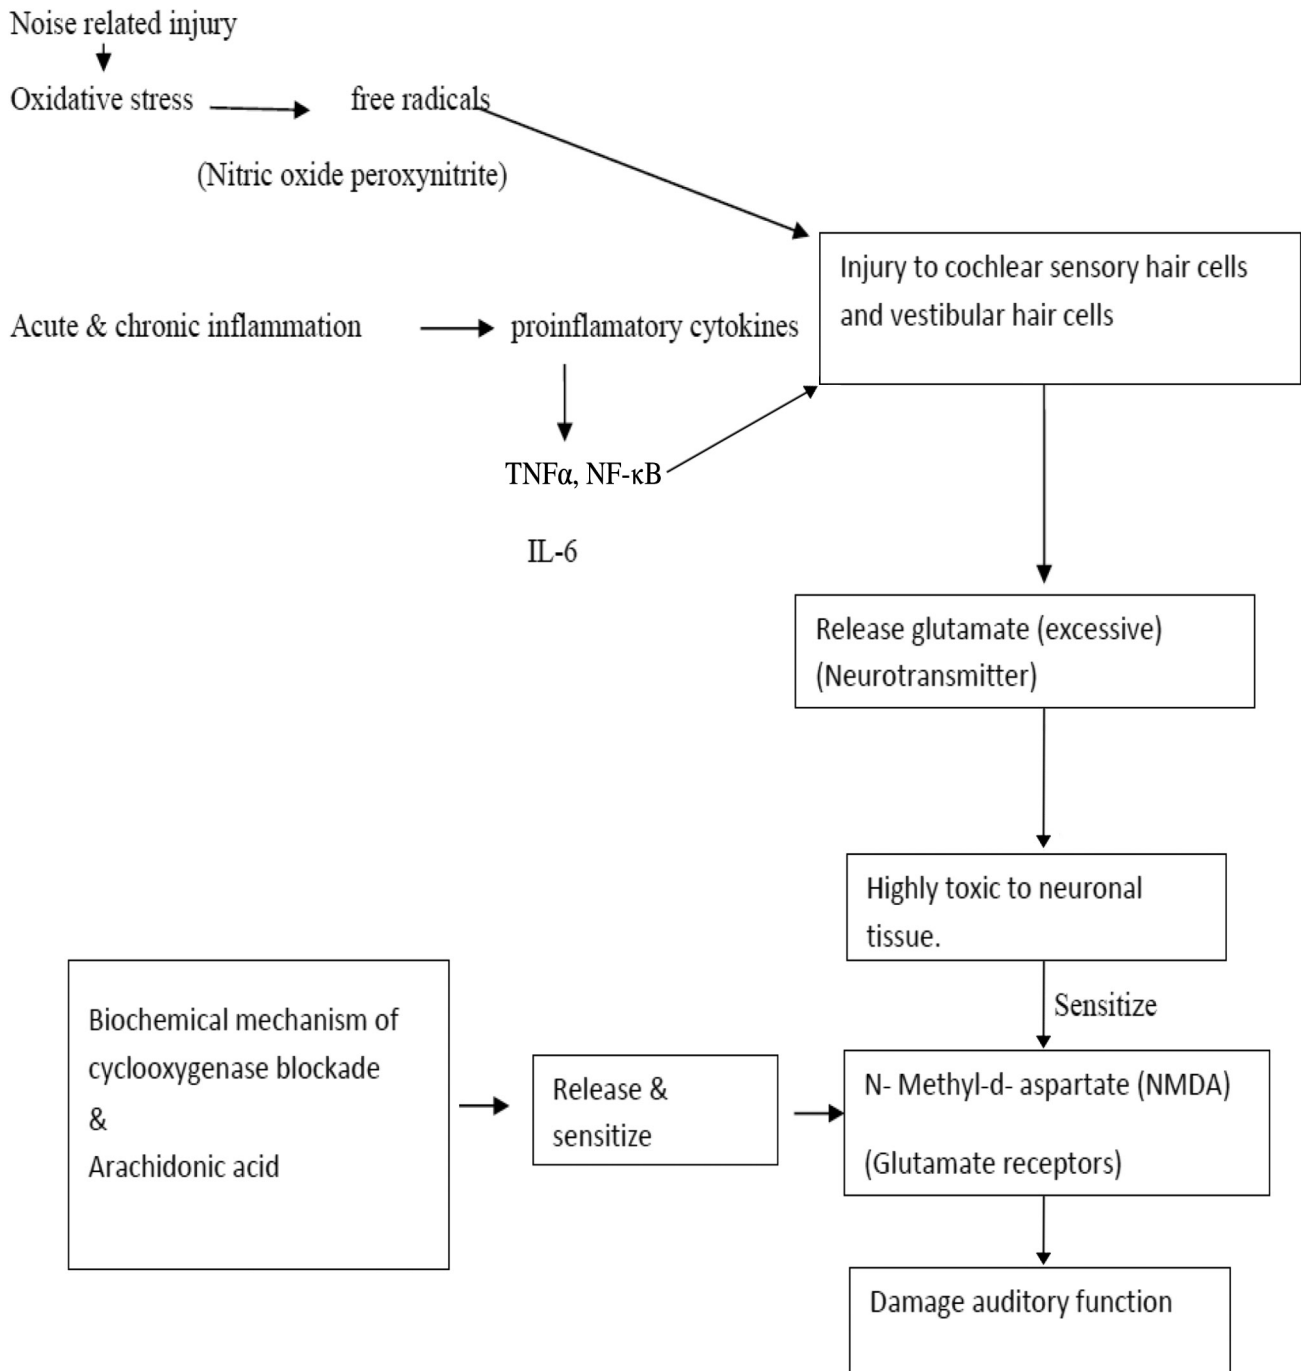 Noise related injury
Oxidative stress
free radicals
(Nitric oxide peroxynitrite)
Injury to cochlear sensory hair cells
and vestibular hair cells
Acute & chronic inflammation
proinflamatory cytokines
TNFα, NF-κB
IL-6
Release glutamate (excessive)
(Neurotransmitter)
Highly toxic to neuronal
tissue.
Sensitize
Biochemical mechanism of
cyclooxygenase blockade
&
Arachidonic acid
Release &
sensitize
N- Methyl-d- aspartate (NMDA)
(Glutamate receptors)
Damage auditory function